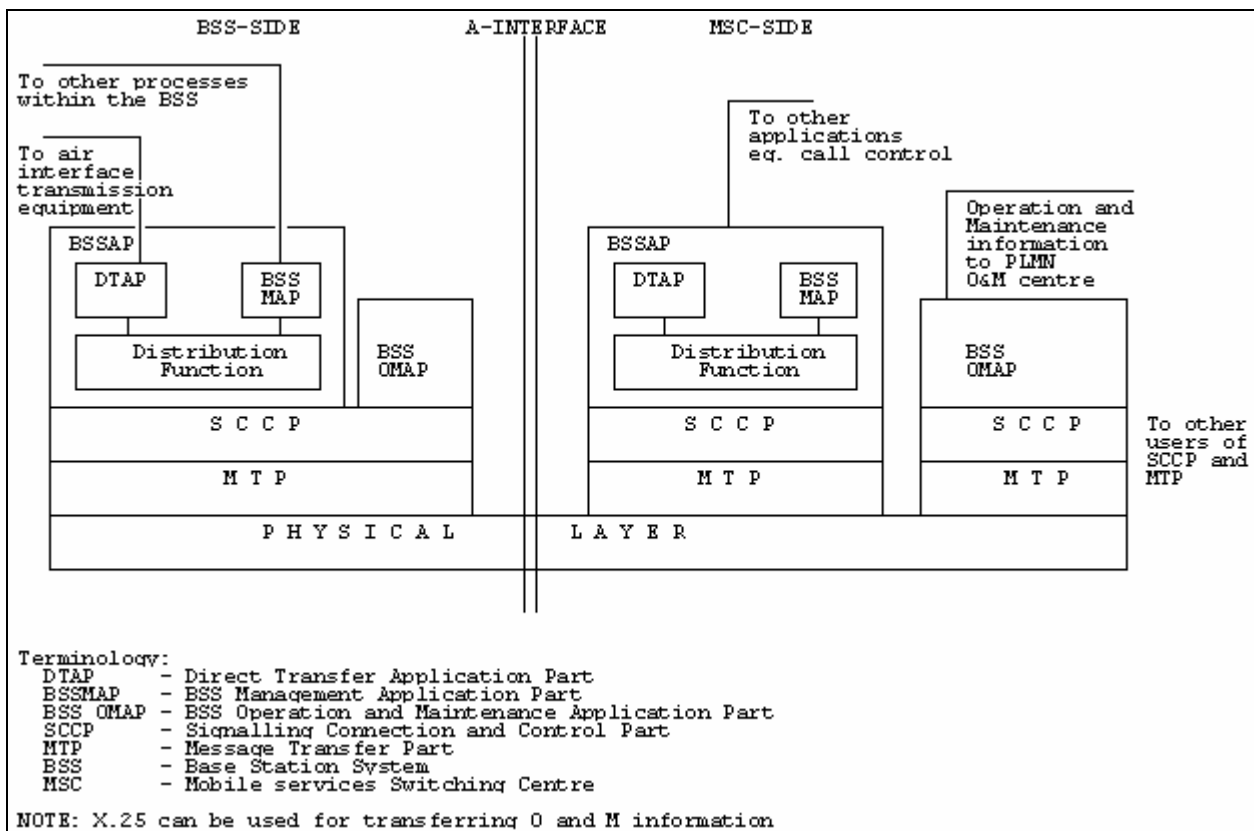 BSS-SIDE A-INTERFACE MSC-SIDE
To other processes
within the BSS
To air
interface
transmission
equipment
To other
applications
eg. call control
Operation and
Maintenance
information
to PLMN
O&M centre
BSSAP
DTAP
BSS
MAP
Distribution
Function
BSS
OMAP
S C C P
M T P
BSSAP
DTAP
BSS
MAP
Distribution
Function
S C C P
M T P
BSS
OMAP
S C C P
M T P
To other
users of
SCCP and
MTP
P H Y S I C A L L A Y E R
Terminology:
DTAP - Direct Transfer Application Part
BSSMAP - BSS Management Application Part
BSS OMAP - BSS Operation and Maintenance Application Part
SCCP - Signalling Connection and Control Part
MTP - Message Transfer Part
BSS - Base Station System
MSC - Mobile services Switching Centre
NOTE: X.25 can be used for transferring O and M information